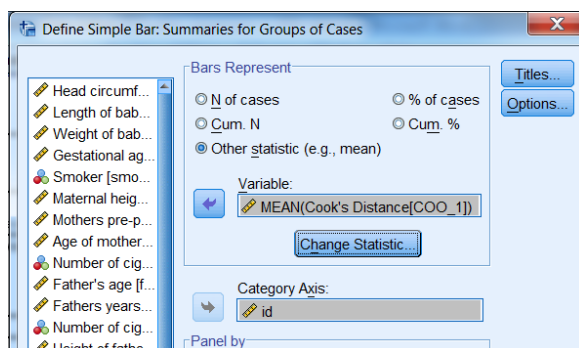 Define Simple Bar: Summaries for Groups of Cases
Head circumf...
Length of bab...
Weight of bab...
Gestational ag...
Smoker [smo...
Maternal heig...
Mothers pre-p...
Age of mother...
Number of cig...
Father's age [f...
Fathers years...
Number of cig...
Height of fathe...
Bars Represent
N of cases
% of cases
Cum. N
Cum. %
Other statistic (e.g., mean)
Variable:
MEAN(Cook's Distance[COO_1])
Change Statistic...
Category Axis:
id
Panel by
Titles...
Options...